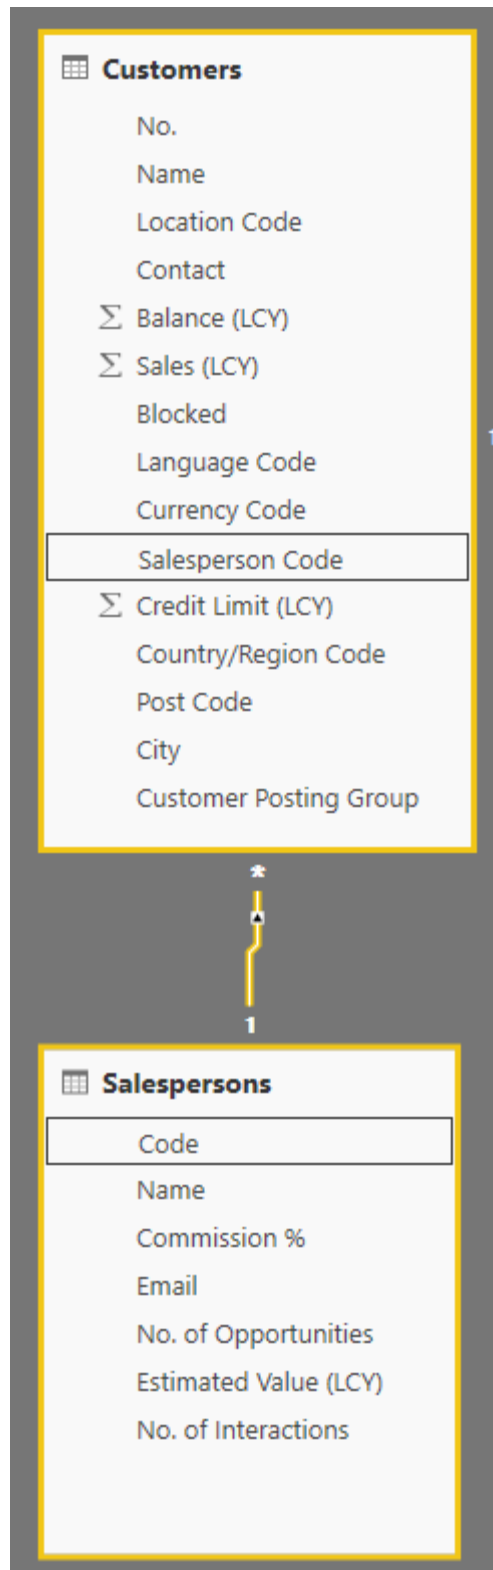 Customers
No.
Name
Location Code
Contact
Σ Balance (LCY)
Σ Sales (LCY)
Blocked
Language Code
Currency Code
Salesperson Code
Σ Credit Limit (LCY)
Country/Region Code
Post Code
City
Customer Posting Group
*
1
Salespersons
Code
Name
Commission %
Email
No. of Opportunities
Estimated Value (LCY)
No. of Interactions